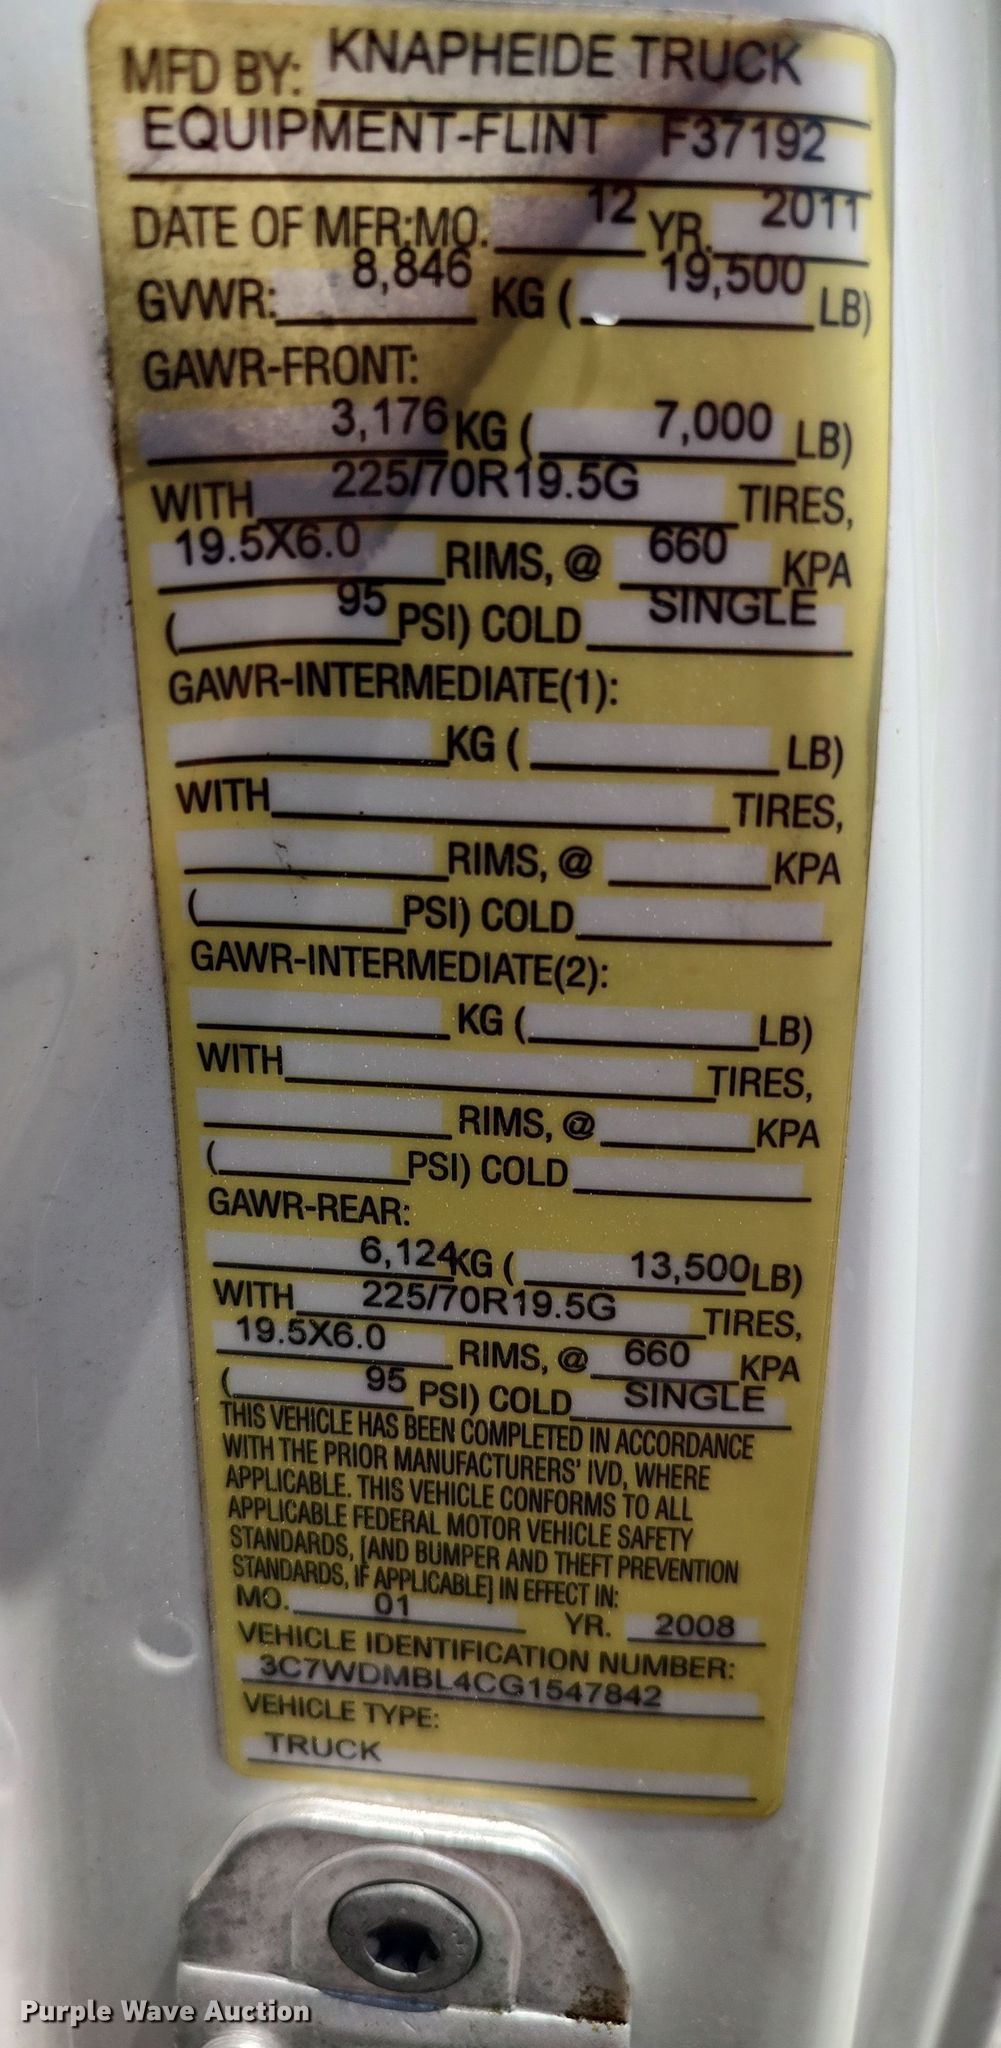 MFD BY: KNAPHEIDE TRUCK
EQUIPMENT-FLINT F37192
DATE OF MFR:MO. 12 YR. 2011
GVWR: 8,846 KG ( 19,500 LB)
GAWR-FRONT:
3,176 KG ( 7,000 LB)
WITH 225/70R19.5G TIRES,
19.5X6.0 RIMS, @ 660 KPA
( 95 PSI) COLD SINGLE
GAWR-INTERMEDIATE(1):
KG ( LB)
WITH TIRES,
RIMS, @ KPA
( PSI) COLD
GAWR-INTERMEDIATE(2):
KG ( LB)
WITH TIRES,
RIMS, @ KPA
( PSI) COLD
GAWR-REAR:
6,124 KG ( 13,500 LB)
WITH 225/70R19.5G TIRES,
19.5X6.0 RIMS, @ 660 KPA
( 95 PSI) COLD SINGLE
THIS VEHICLE HAS BEEN COMPLETED IN ACCORDANCE
WITH THE PRIOR MANUFACTURERS' IVD, WHERE
APPLICABLE. THIS VEHICLE CONFORMS TO ALL
APPLICABLE FEDERAL MOTOR VEHICLE SAFETY
STANDARDS, [AND BUMPER AND THEFT PREVENTION
STANDARDS, IF APPLICABLE] IN EFFECT IN:
MO. 01 YR. 2008
VEHICLE IDENTIFICATION NUMBER:
3C7WDMBL4CG1547842
VEHICLE TYPE:
TRUCK
Purple Wave Auction